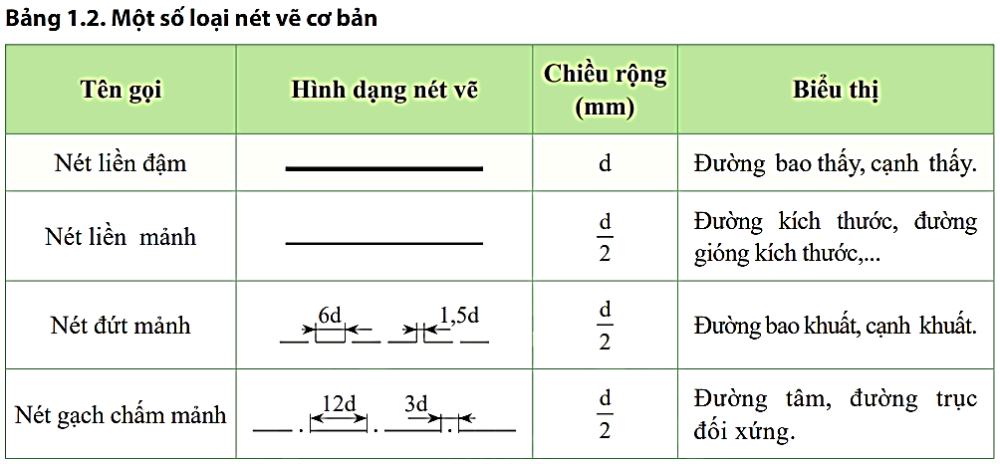 Bảng 1.2. Một số loại nét vẽ cơ bản
Tên gọi
Hình dạng nét vẽ
Chiều rộng
(mm)
Biểu thị
Nét liền đậm
d
Đường bao thấy, cạnh thấy.
Nét liền mảnh
d
2
Đường kích thước, đường
gióng kích thước,...
Nét đứt mảnh
6d
1,5d
d
2
Đường bao khuất, cạnh khuất.
Nét gạch chấm mảnh
12d
3d
d
2
Đường tâm, đường trục
đối xứng.